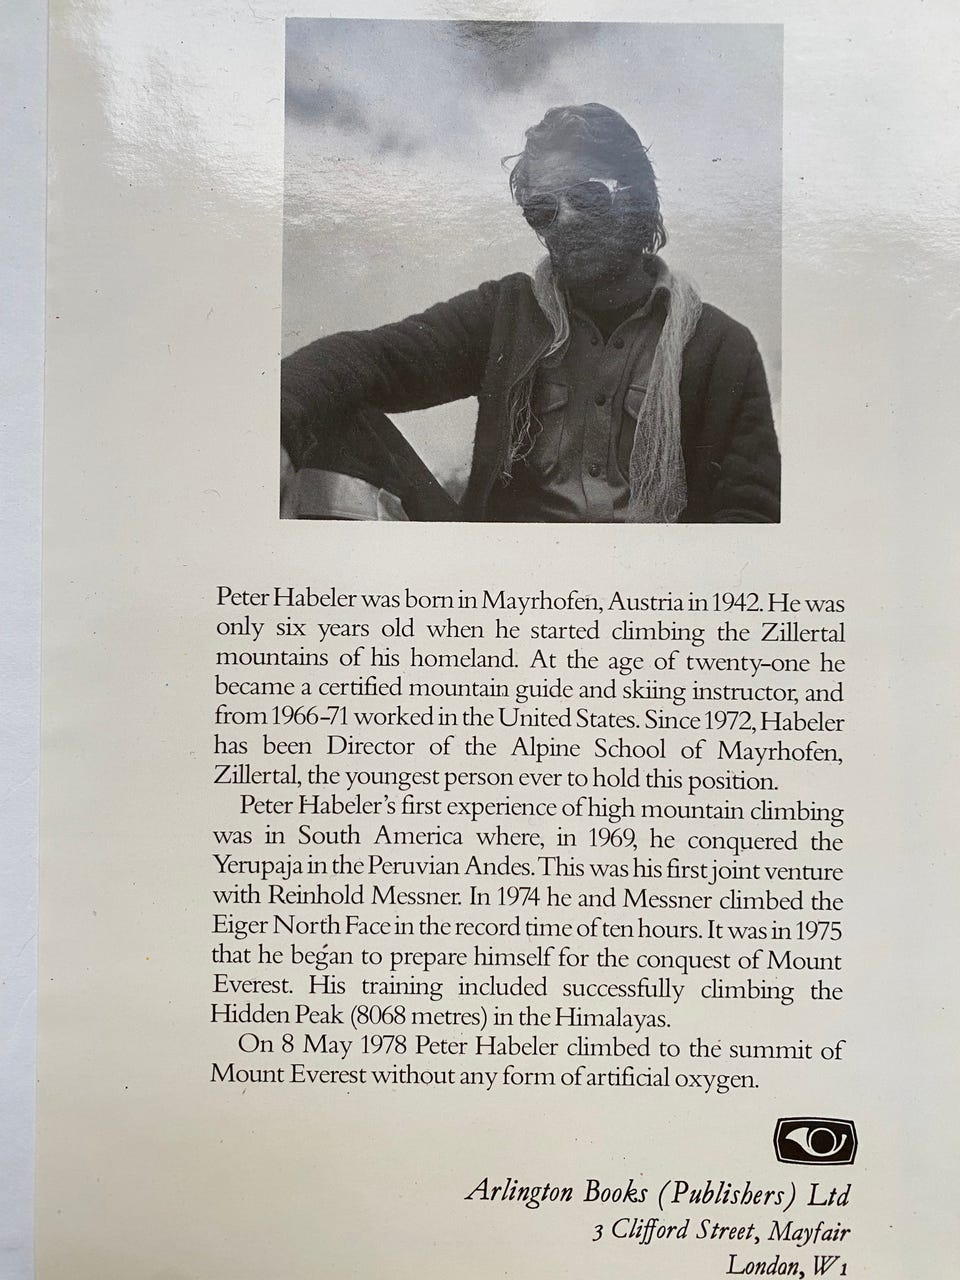 Peter Habeler was born in Mayrhofen, Austria in 1942. He was
only six years old when he started climbing the Zillertal
mountains of his homeland. At the age of twenty-one he
became a certified mountain guide and skiing instructor, and
from 1966-71 worked in the United States. Since 1972, Habeler
has been Director of the Alpine School of Mayrhofen,
Zillertal, the youngest person ever to hold this position.
Peter Habeler's first experience of high mountain climbing
was in South America where, in 1969, he conquered the
Yerupaja in the Peruvian Andes. This was his first joint venture
with Reinhold Messner. In 1974 he and Messner climbed the
Eiger North Face in the record time of ten hours. It was in 1975
that he began to prepare himself for the conquest of Mount
Everest. His training included successfully climbing the
Hidden Peak (8068 metres) in the Himalayas.
On 8 May 1978 Peter Habeler climbed to the summit of
Mount Everest without any form of artificial oxygen.
Arlington Books (Publishers) Ltd
3 Clifford Street, Mayfair
London, W1